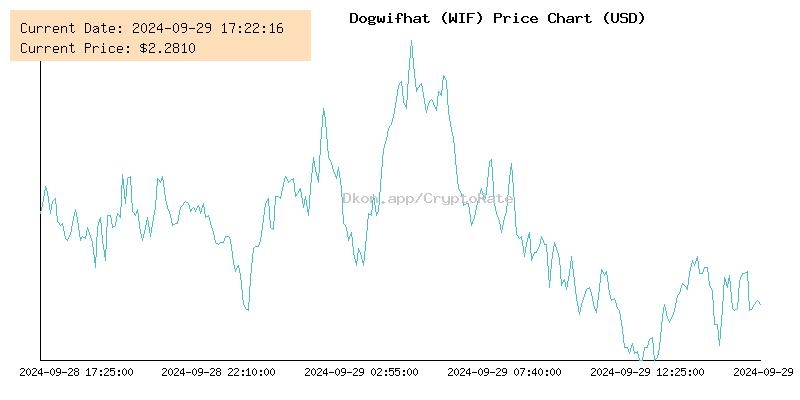 Dogwifhat (WIF) Price Chart (USD)
Current Date: 2024-09-29 17:22:16
Current Price: $2.2810
Dkon.app/CryptoRate
2024-09-28 17:25:00 2024-09-28 22:10:00 2024-09-29 02:55:00 2024-09-29 07:40:00 2024-09-29 12:25:00 2024-09-29